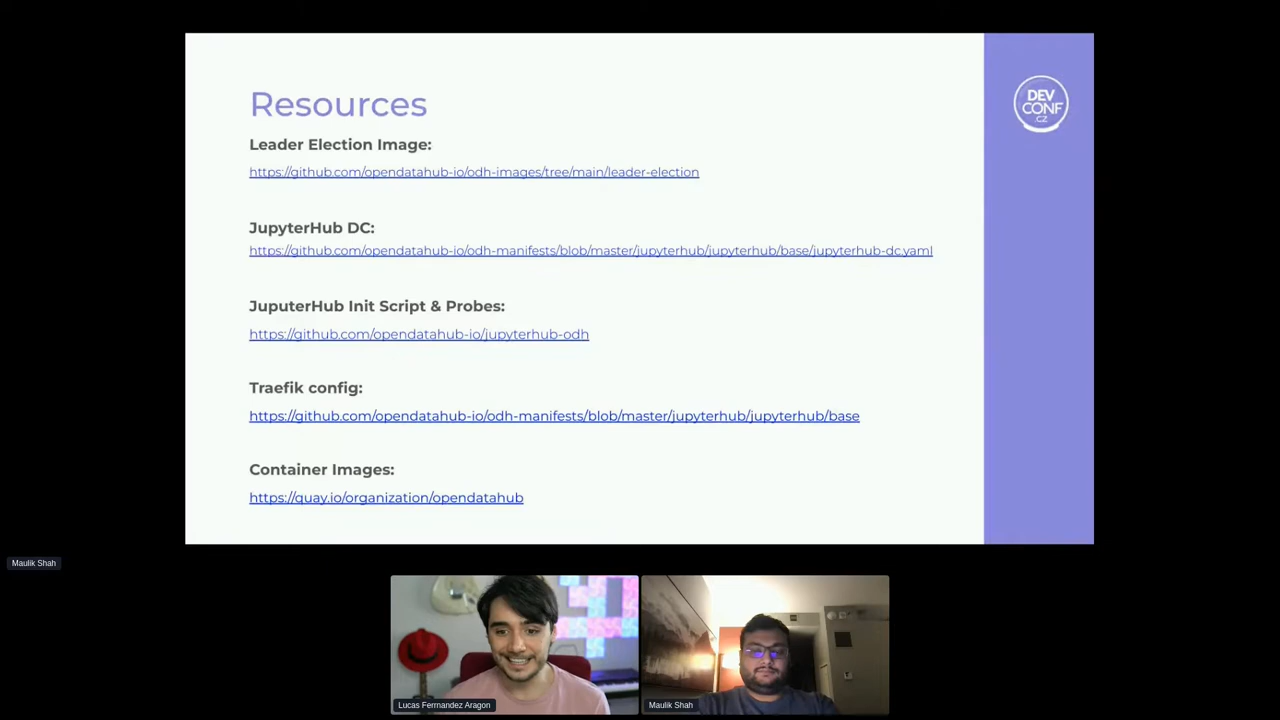 Resources
DEV
CONF
.CZ
Leader Election Image:
https://github.com/opendatahub-io/odh-images/tree/main/leader-election
JupyterHub DC:
https://github.com/opendatahub-io/odh-manifests/blob/master/jupyterhub/jupyterhub/base/jupyterhub-dc.yaml
JuputerHub Init Script & Probes:
https://github.com/opendatahub-io/jupyterhub-odh
Traefik config:
https://github.com/opendatahub-io/odh-manifests/blob/master/jupyterhub/jupyterhub/base
Container Images:
https://quay.io/organization/opendatahub
Maulik Shah
Lucas Fernandez Aragon
Maulik Shah